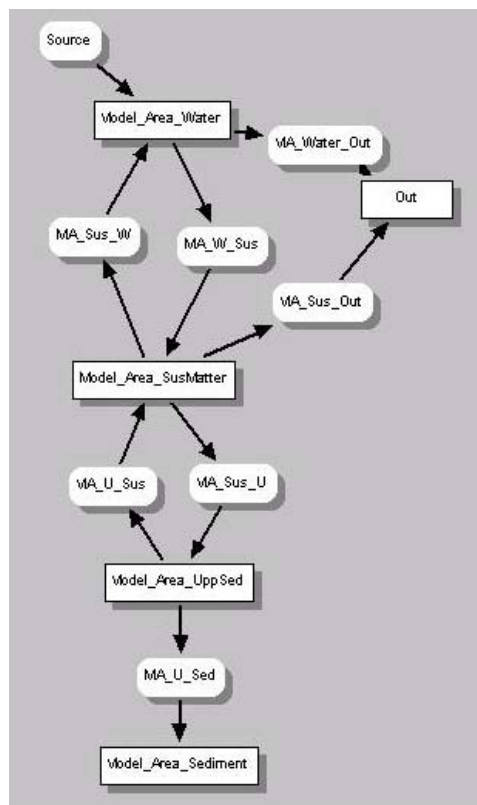 Source
Model_Area_Water
MA_Water_Out
Out
MA_Sus_W
MA_W_Sus
MA_Sus_Out
Model_Area_SusMatter
MA_U_Sus
MA_Sus_U
Model_Area_UppSed
MA_U_Sed
Model_Area_Sediment